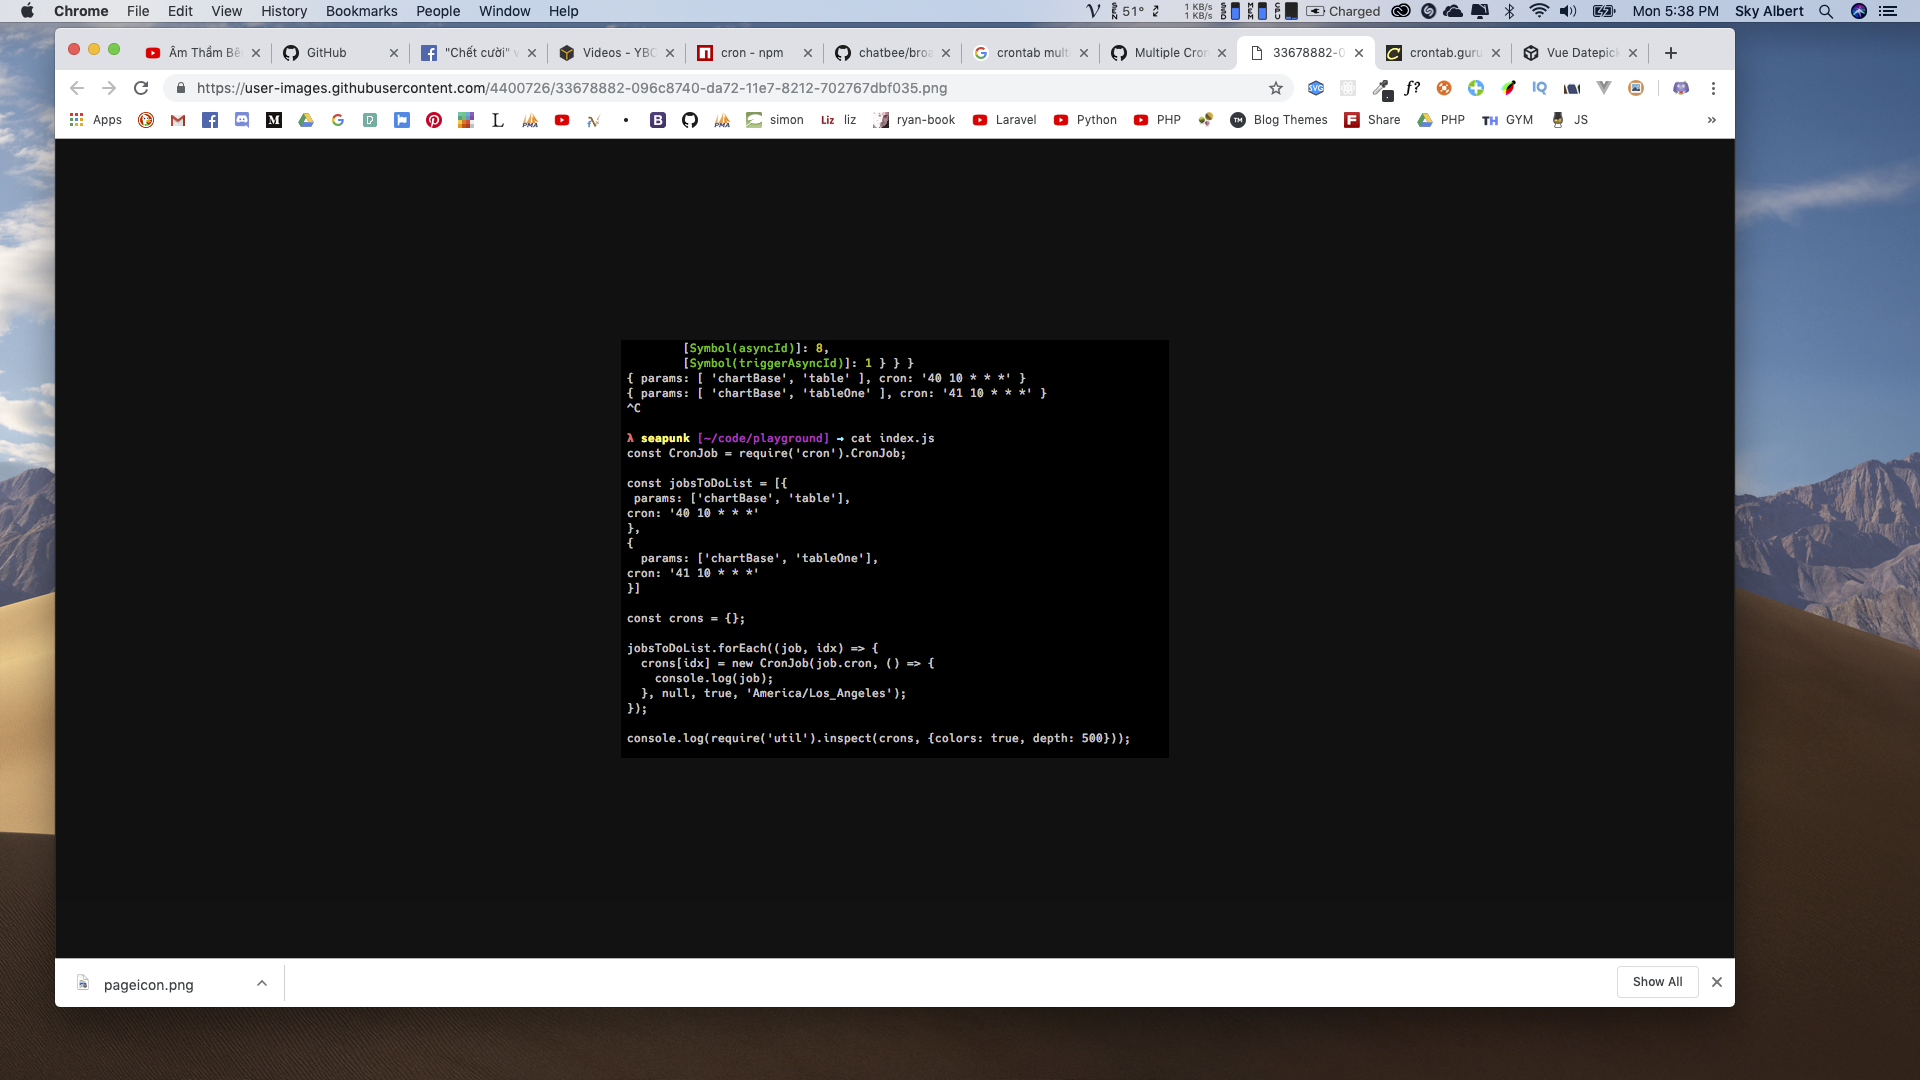 Chrome File Edit View History Bookmarks People Window Help
51° 1 KB/s 1 KB/s Charged Mon 5:38 PM Sky Albert
Âm Thầm Bê GitHub "Chết cười" v Videos - YBC cron - npm chatbee/broa crontab mult Multiple Cron 33678882-0 crontab.guru Vue Datepick
https://user-images.githubusercontent.com/4400726/33678882-096c8740-da72-11e7-8212-702767dbf035.png
Apps simon liz ryan-book Laravel Python PHP Blog Themes Share PHP GYM JS
[Symbol(asyncId)]: 8,
[Symbol(triggerAsyncId)]: 1 } } }
{ params: [ 'chartBase', 'table' ], cron: '40 10 * * *' }
{ params: [ 'chartBase', 'tableOne' ], cron: '41 10 * * *' }
^C
λ seapunk [~/code/playground] → cat index.js
const CronJob = require('cron').CronJob;
const jobsToDoList = [{
params: ['chartBase', 'table'],
cron: '40 10 * * *'
},
{
params: ['chartBase', 'tableOne'],
cron: '41 10 * * *'
}]
const crons = {};
jobsToDoList.forEach((job, idx) => {
crons[idx] = new CronJob(job.cron, () => {
console.log(job);
}, null, true, 'America/Los_Angeles');
});
console.log(require('util').inspect(crons, {colors: true, depth: 500}));
pageicon.png Show All